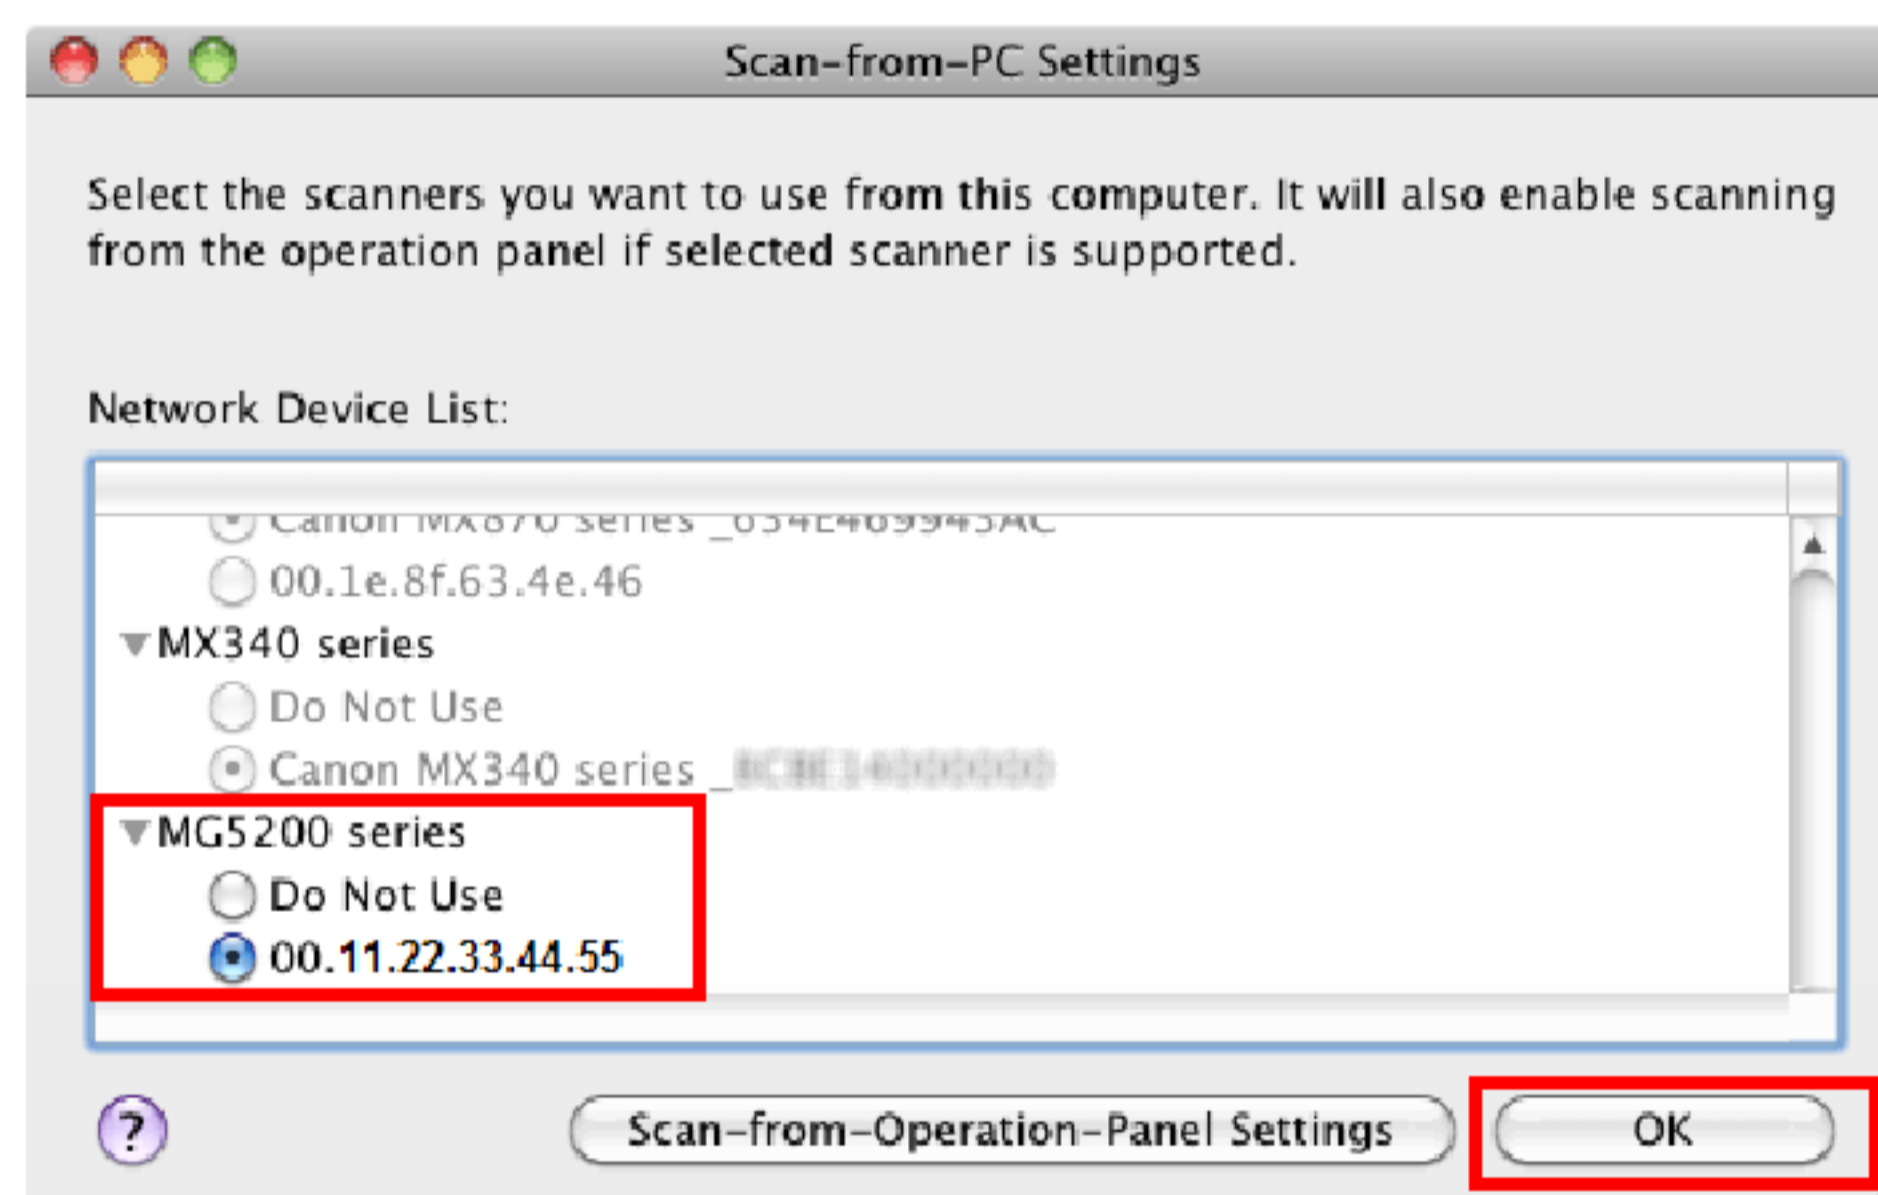 Scan-from-PC Settings
Select the scanners you want to use from this computer. It will also enable scanning
from the operation panel if selected scanner is supported.
Network Device List:
Canon MX870 series
00.1e.8f.63.4e.46
MX340 series
Do Not Use
Canon MX340 series _
MG5200 series
Do Not Use
00.11.22.33.44.55
?
Scan-from-Operation-Panel Settings
OK